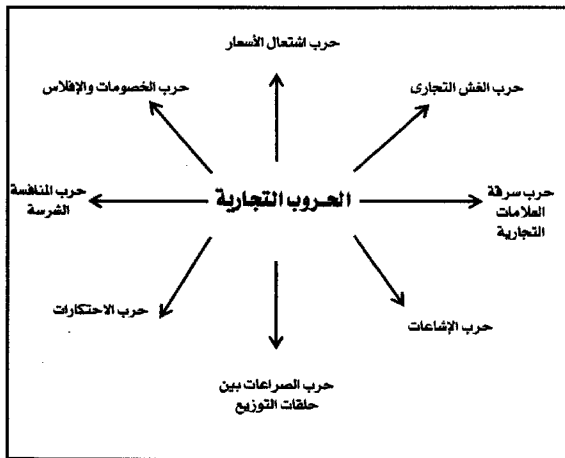 حرب اشتعال الأسعار
حرب الغش التجارى
حرب الخصومات والإفلاس
الحروب التجارية
حرب سرقة
العلامات
التجارية
حرب المنافسة
الشرسة
حرب الإشاعات
حرب الاحتكارات
حرب الصراعات بين
حلقات التوزيع